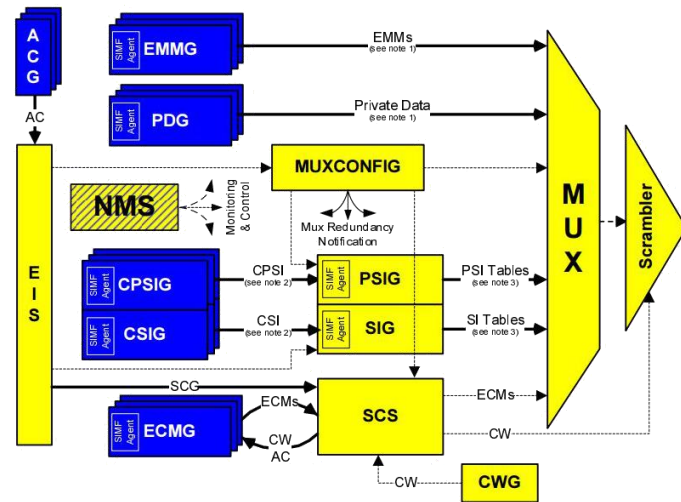 ACG
SIMF Agent
EMMG
EMMs
(see note 1)
SIMF Agent
PDG
Private Data
(see note 1)
AC
MUXCONFIG
NMS
Monitoring
& Control
Mux Redundancy
Notification
MUX
Scrambler
EIS
SIMF Agent
CPSIG
CPSI
(see note 2)
SIMF
Agent
PSIG
PSI Tables
(see note 3)
SIMF Agent
CSIG
CSI
(see note 2)
SIMF
Agent
SIG
SI Tables
(see note 3)
SCG
SIMF Agent
ECMG
ECMs
CW
AC
SCS
ECMs
CW
CW
CWG